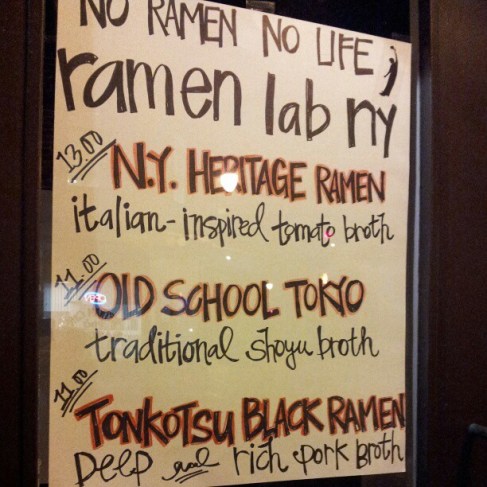 NO RAMEN NO LIFE
ramen lab ny
13.00
N.Y. HERITAGE RAMEN
italian-inspired tomato broth
11.00
OLD SCHOOL TOKYO
traditional shoyu broth
11.00
TONKOTSU BLACK RAMEN
Deep and rich pork broth